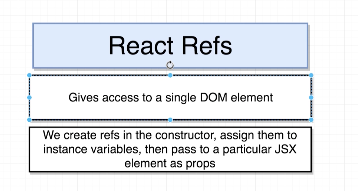 React Refs
Gives access to a single DOM element
We create refs in the constructor, assign them to
instance variables, then pass to a particular JSX
element as props